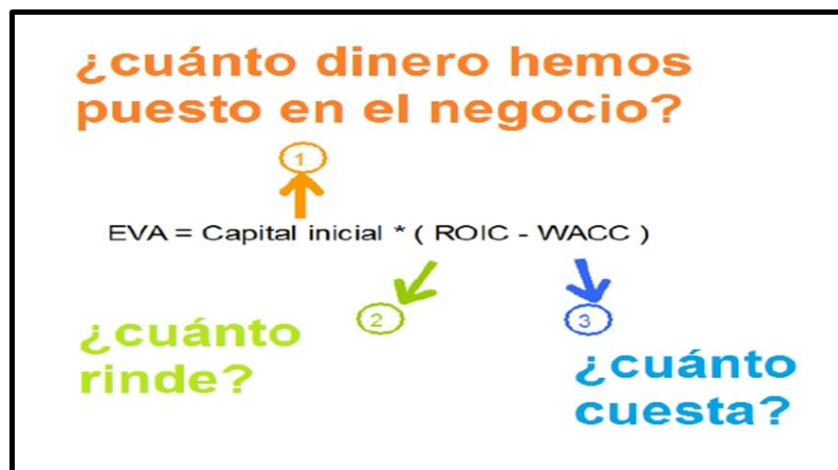 ¿cuánto dinero hemos
puesto en el negocio?
1
EVA = Capital inicial * ( ROIC - WACC )
2
3
¿cuánto
rinde?
¿cuánto
cuesta?